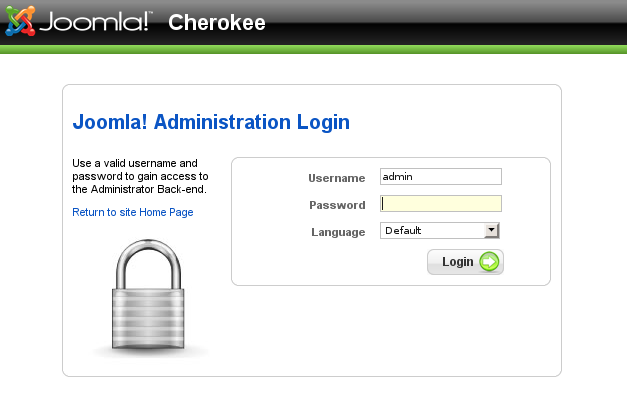 Joomla!™ Cherokee
Joomla! Administration Login
Use a valid username and
password to gain access to
the Administrator Back-end.
Return to site Home Page
Username admin
Password
Language Default
Login